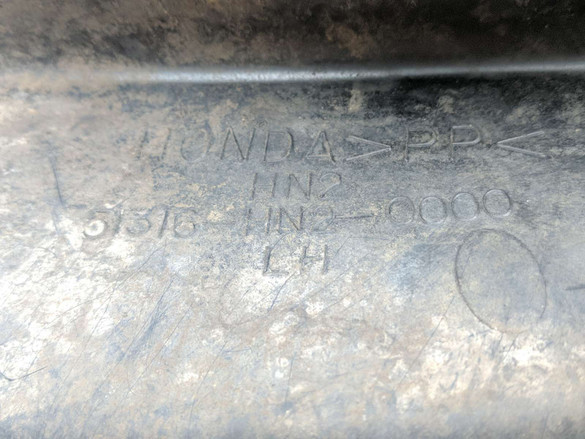 HONDA >PP<
HN2
51316-HN2-0000
LH